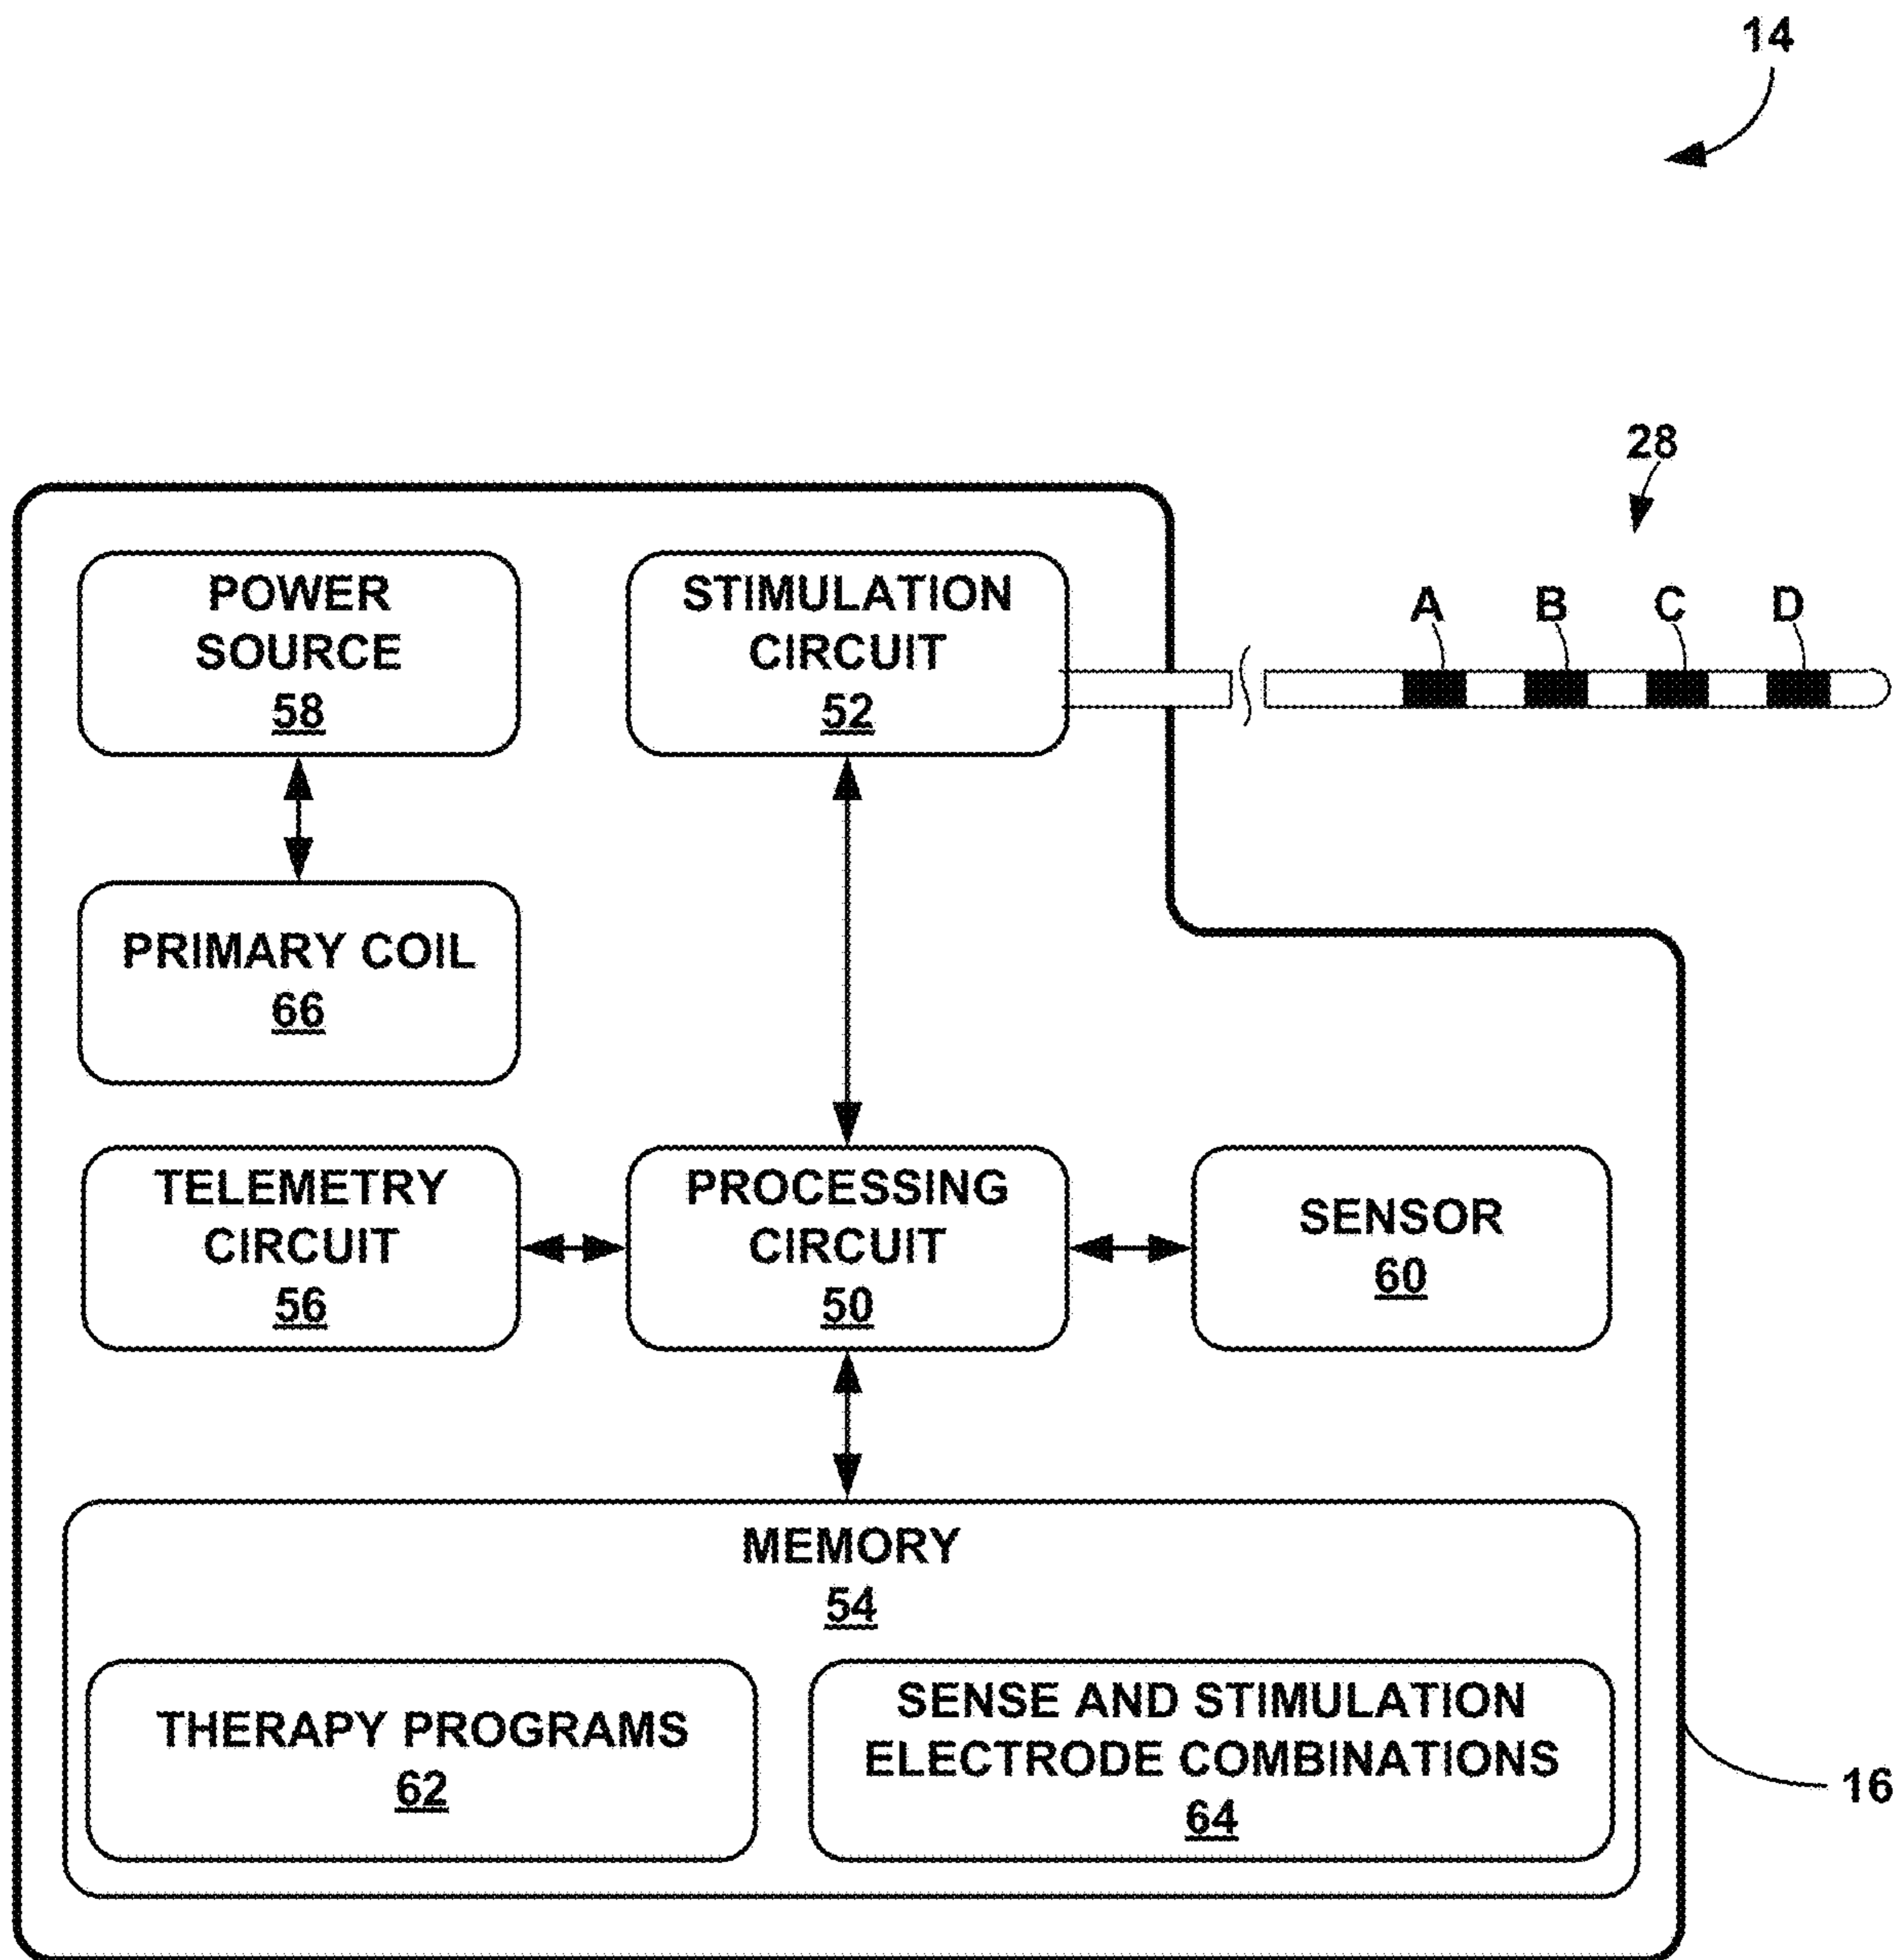 14
28
POWER
SOURCE
58
STIMULATION
CIRCUIT
52
A B C D
PRIMARY COIL
66
TELEMETRY
CIRCUIT
56
PROCESSING
CIRCUIT
50
SENSOR
60
MEMORY
54
THERAPY PROGRAMS
62
SENSE AND STIMULATION
ELECTRODE COMBINATIONS
64
16